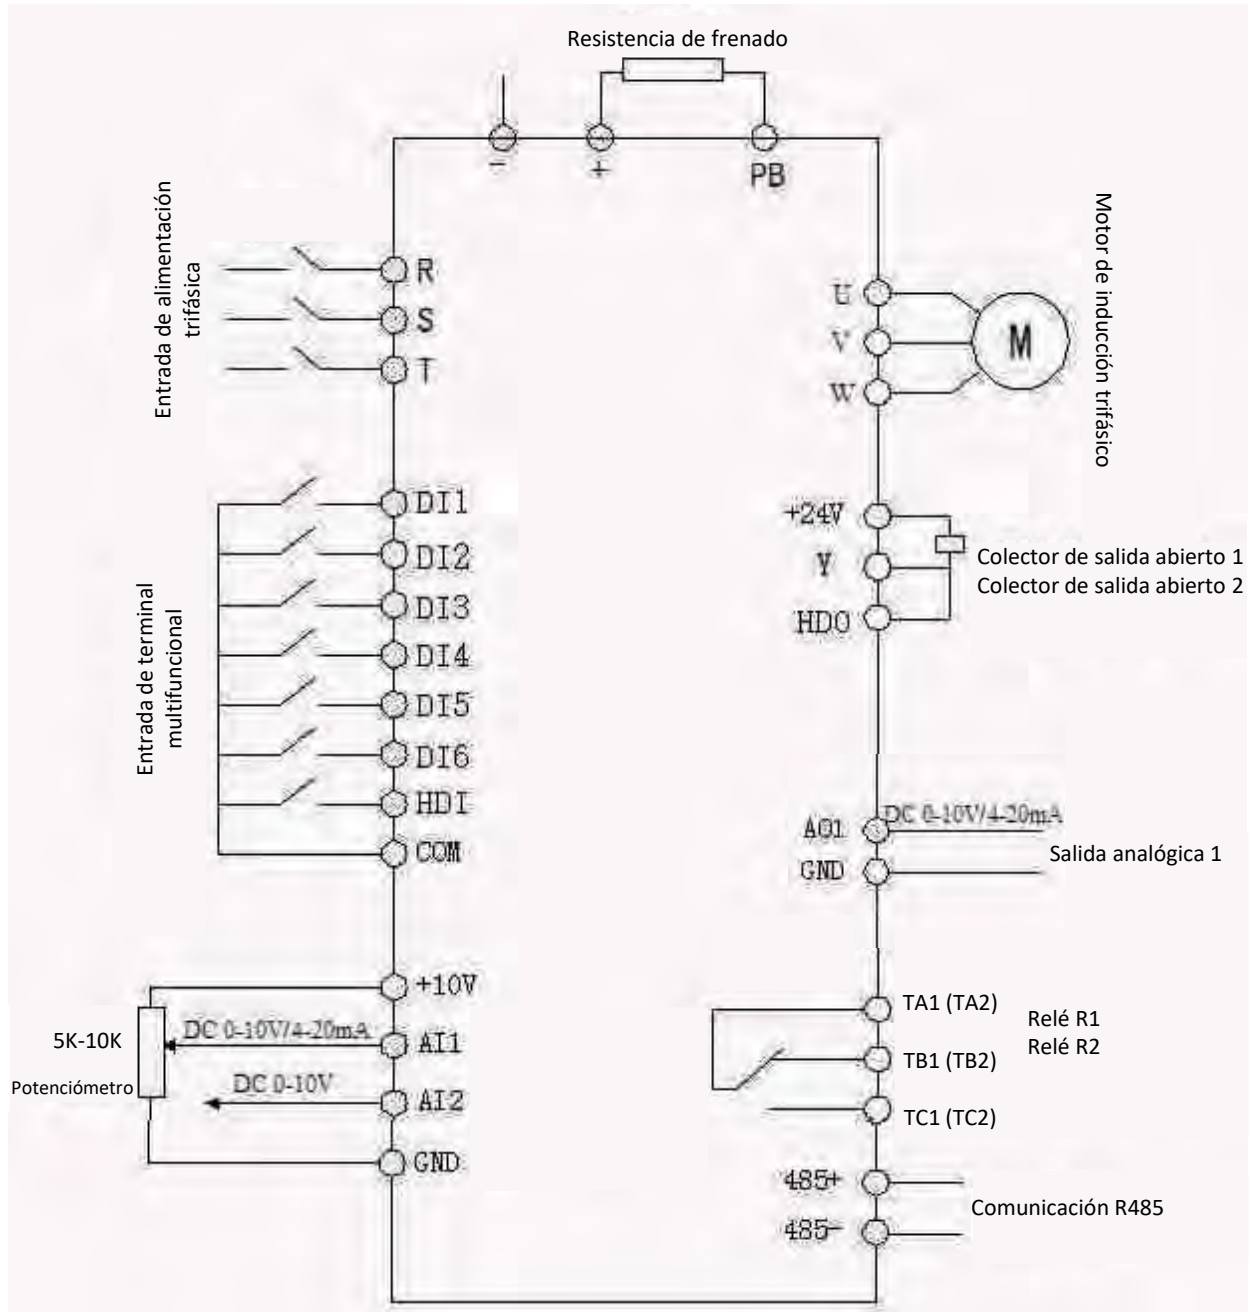 Resistencia de frenado
-
+
PB
Entrada de alimentación
trifásica
R
S
T
U
V
W
M
Motor de inducción trifásico
Entrada de terminal
multifuncional
DI1
DI2
DI3
DI4
DI5
DI6
HDI
COM
+24V
Y
HDO
Colector de salida abierto 1
Colector de salida abierto 2
AO1
DC 0-10V/4-20mA
GND
Salida analógica 1
+10V
5K-10K
DC 0-10V/4-20mA
AI1
Potenciómetro
DC 0-10V
AI2
GND
TA1 (TA2)
TB1 (TB2)
TC1 (TC2)
Relé R1
Relé R2
485+
485-
Comunicación R485